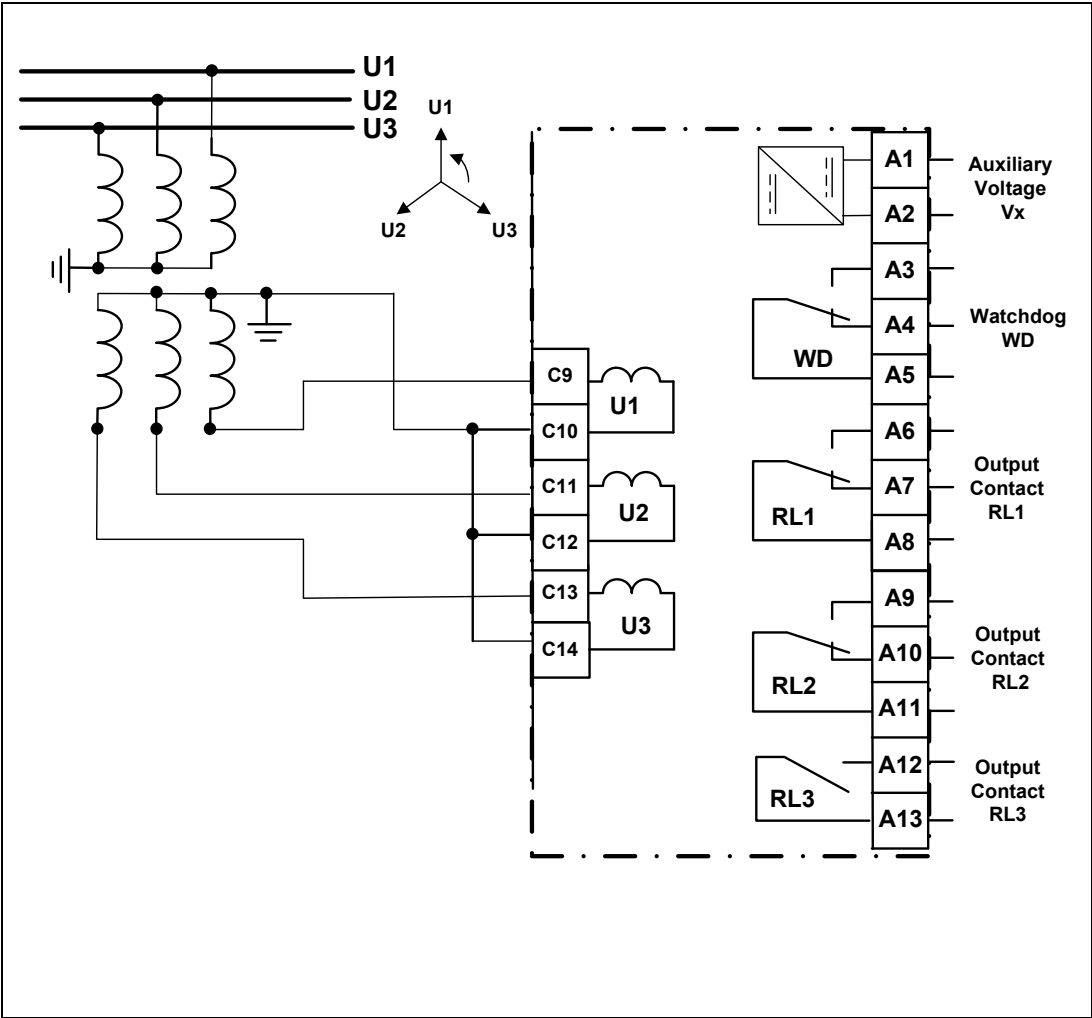 U1
U2
U3
U1
U2
U3
C9
C10
C11
C12
C13
C14
U1
U2
U3
WD
RL1
RL2
RL3
A1
A2
A3
A4
A5
A6
A7
A8
A9
A10
A11
A12
A13
Auxiliary
Voltage
Vx
Watchdog
WD
Output
Contact
RL1
Output
Contact
RL2
Output
Contact
RL3